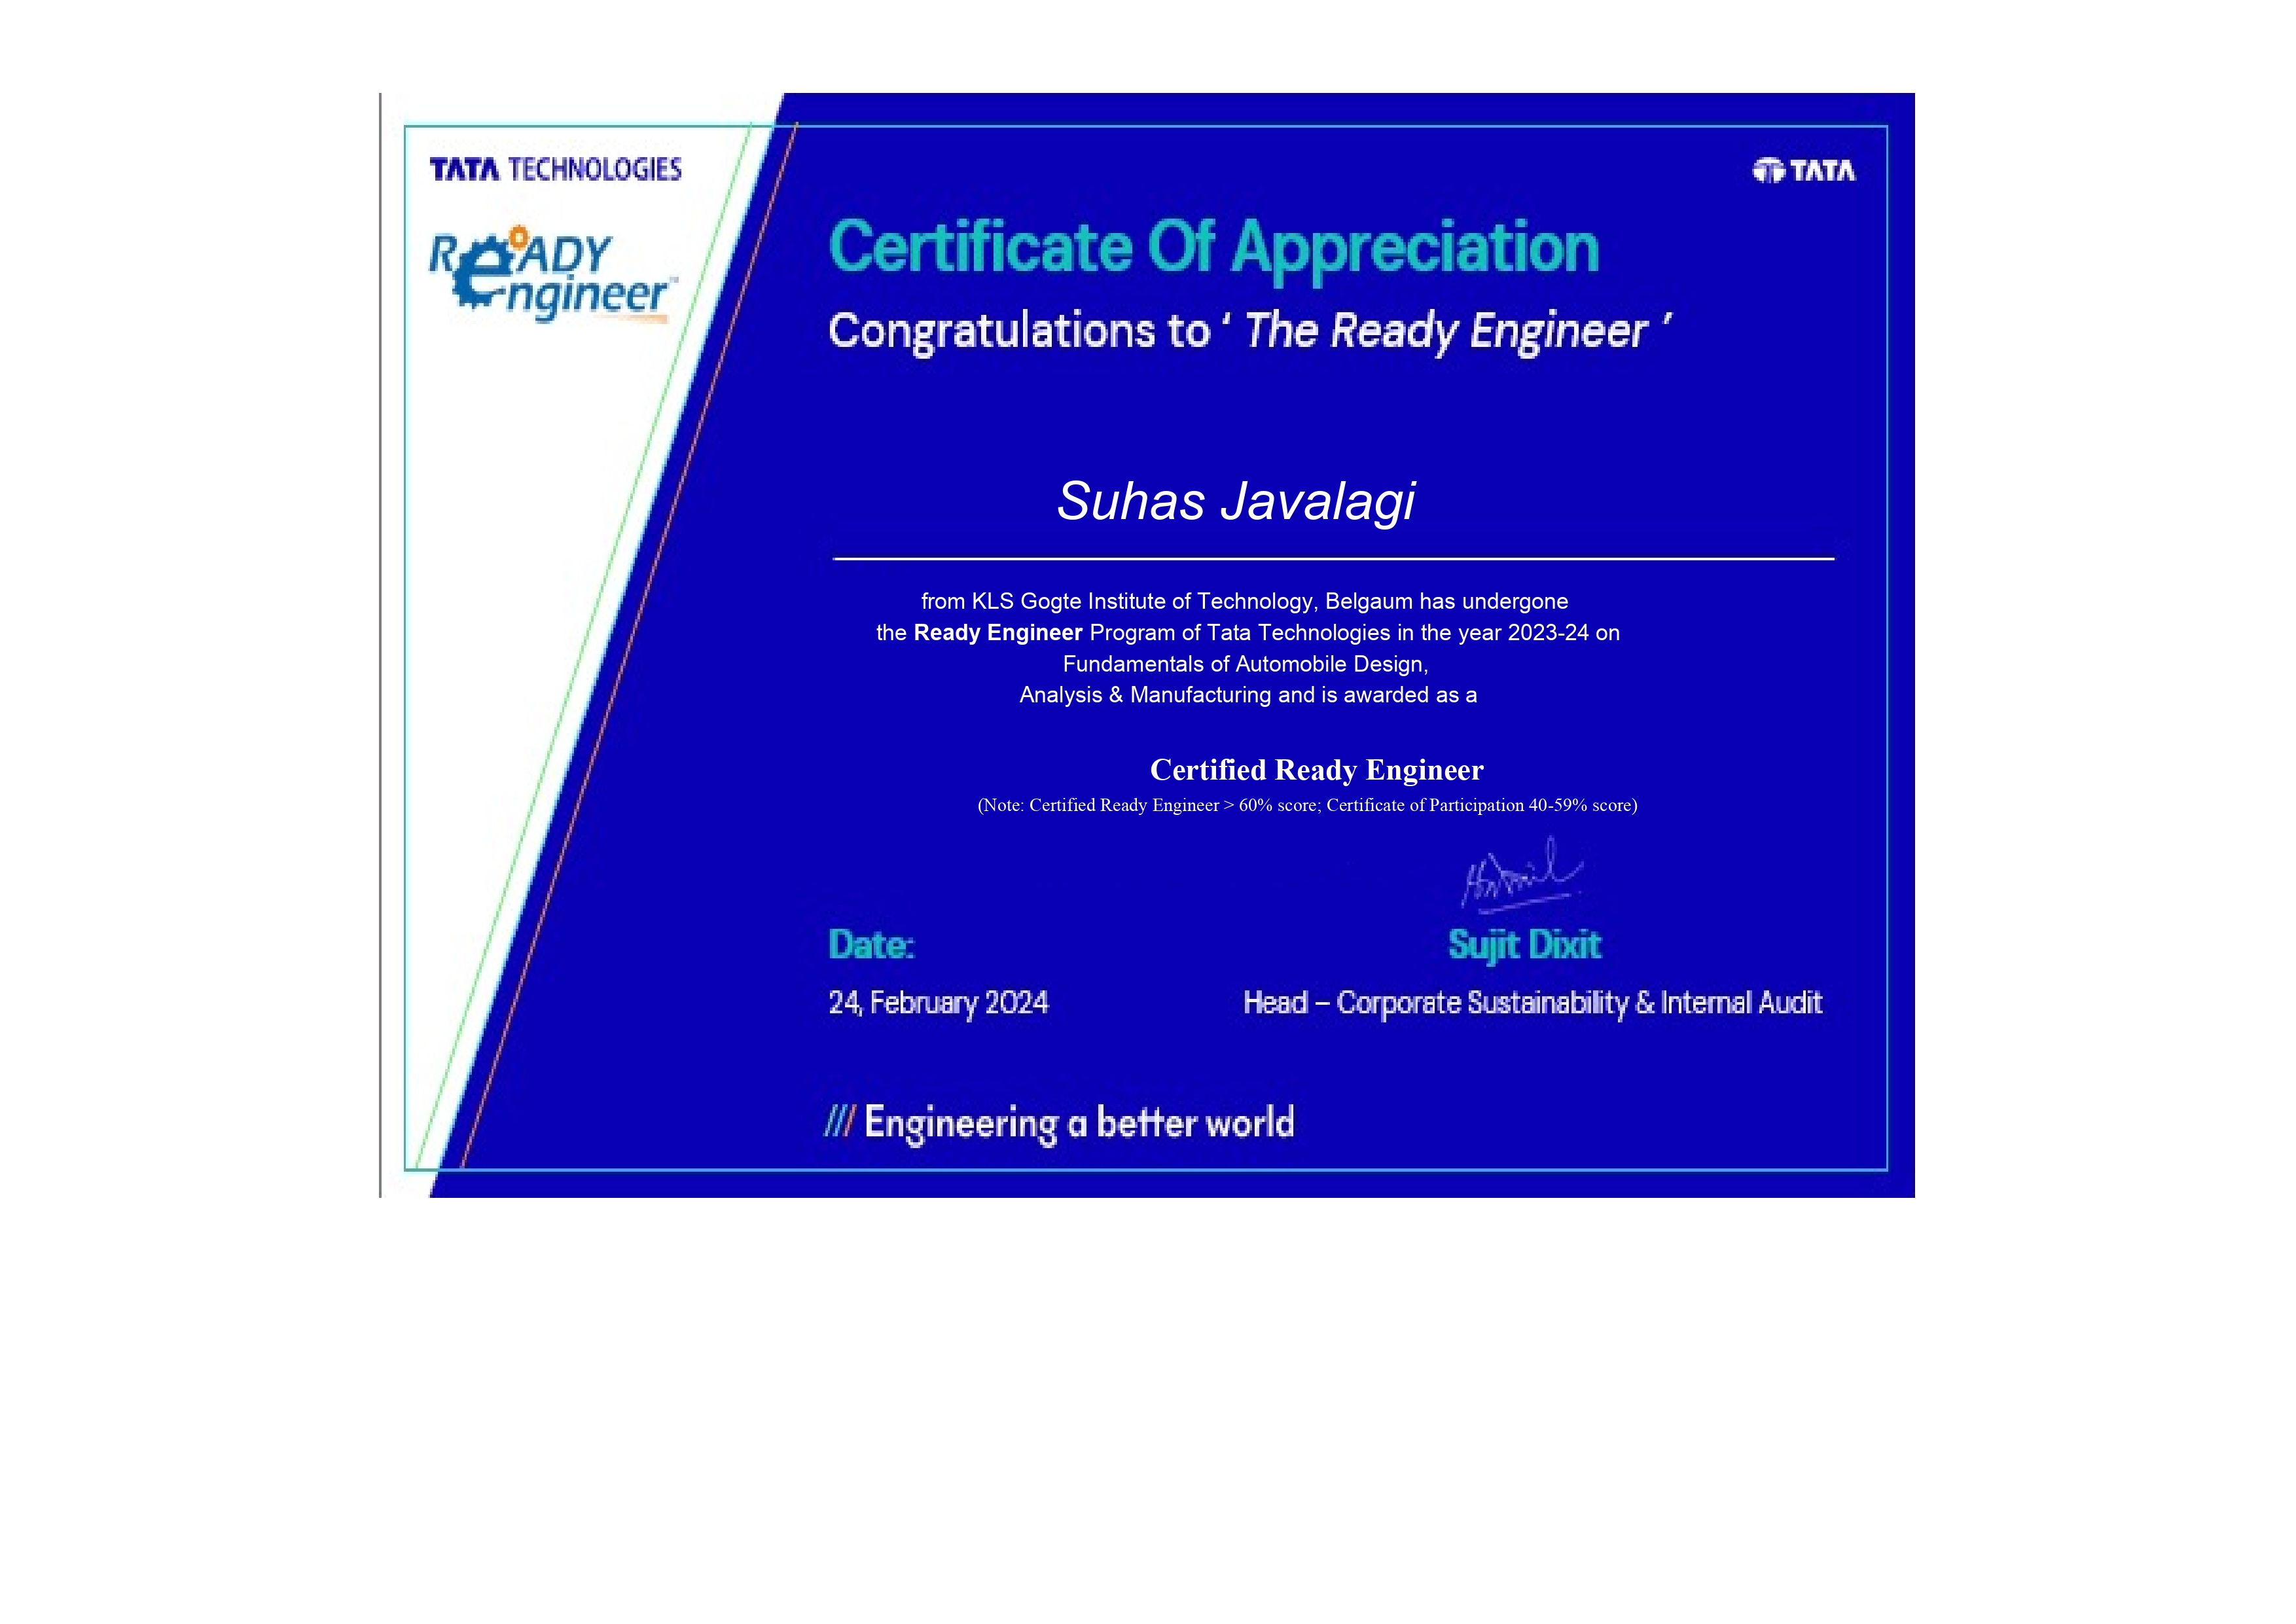 TATA TECHNOLOGIES
TATA
ReADY
engineer™
Certificate Of Appreciation
Congratulations to ‘ The Ready Engineer ’
Suhas Javalagi
from KLS Gogte Institute of Technology, Belgaum has undergone
the Ready Engineer Program of Tata Technologies in the year 2023-24 on
Fundamentals of Automobile Design,
Analysis & Manufacturing and is awarded as a
Certified Ready Engineer
(Note: Certified Ready Engineer > 60% score; Certificate of Participation 40-59% score)
Date:
Sujit Dixit
24, February 2024
Head – Corporate Sustainability & Internal Audit
/// Engineering a better world